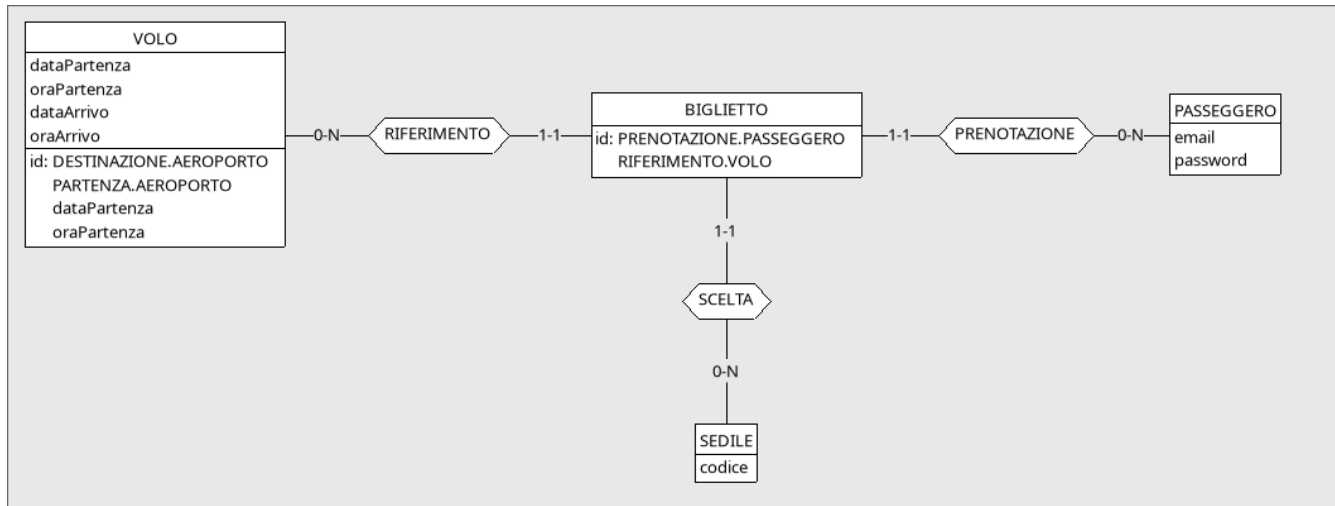 VOLO
dataPartenza
oraPartenza
dataArrivo
oraArrivo
id: DESTINAZIONE.AEROPORTO
PARTENZA.AEROPORTO
dataPartenza
oraPartenza
0-N
RIFERIMENTO
1-1
BIGLIETTO
id: PRENOTAZIONE.PASSEGGERO
RIFERIMENTO.VOLO
1-1
PRENOTAZIONE
0-N
PASSEGGERO
email
password
1-1
SCELTA
0-N
SEDILE
codice